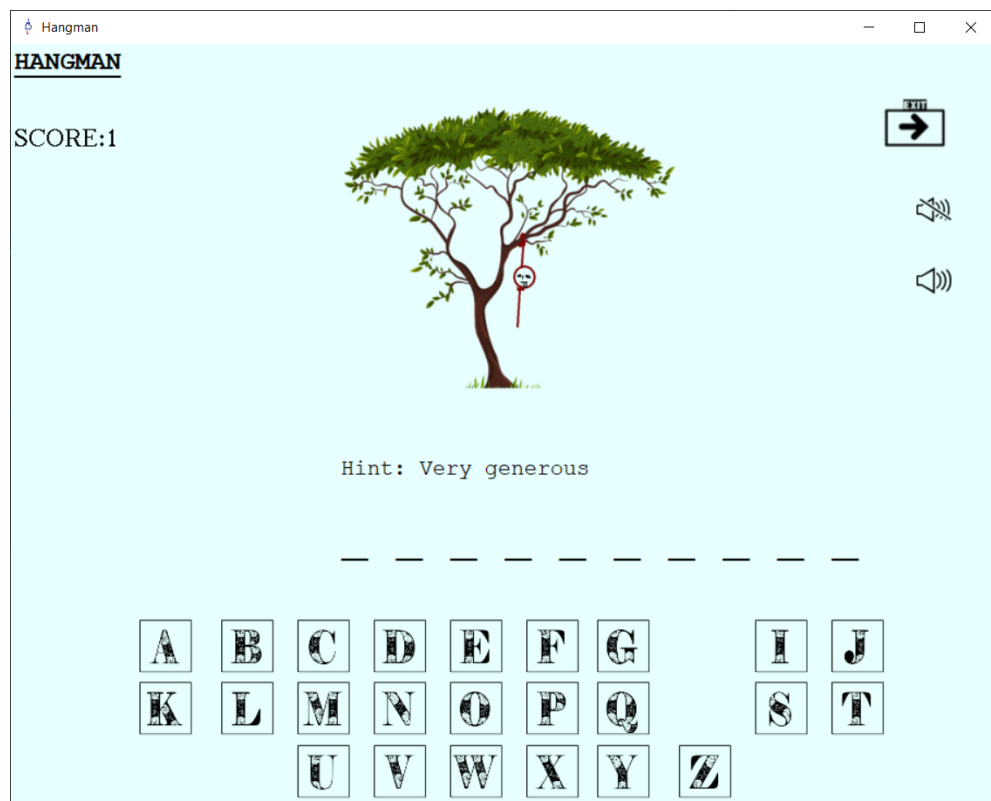 Hangman
HANGMAN
EXIT
SCORE:1
Hint: Very generous
A B C D E F G I J
K L M N O P Q S T
U V W X Y Z